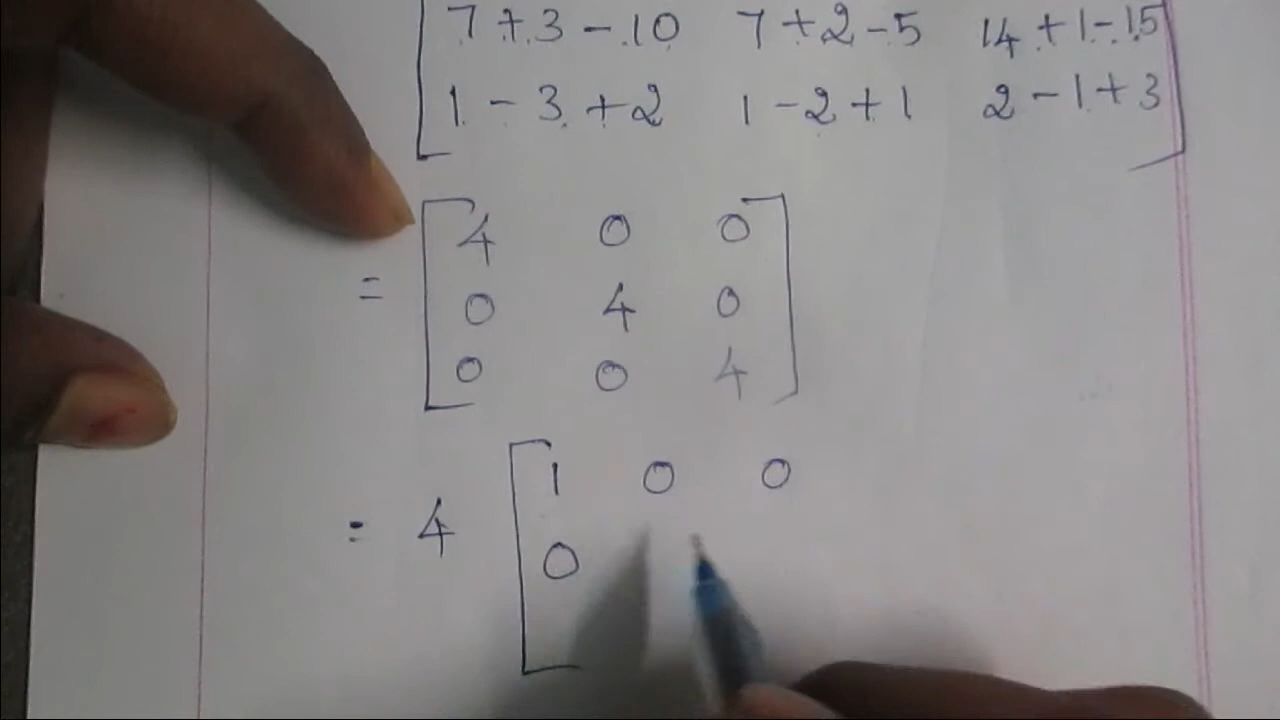 7+3-10 7+2-5 14+1-15
1-3+2 1-2+1 2-1+3
= 4 0 0
0 4 0
0 0 4
= 4 [ 1 0 0
0